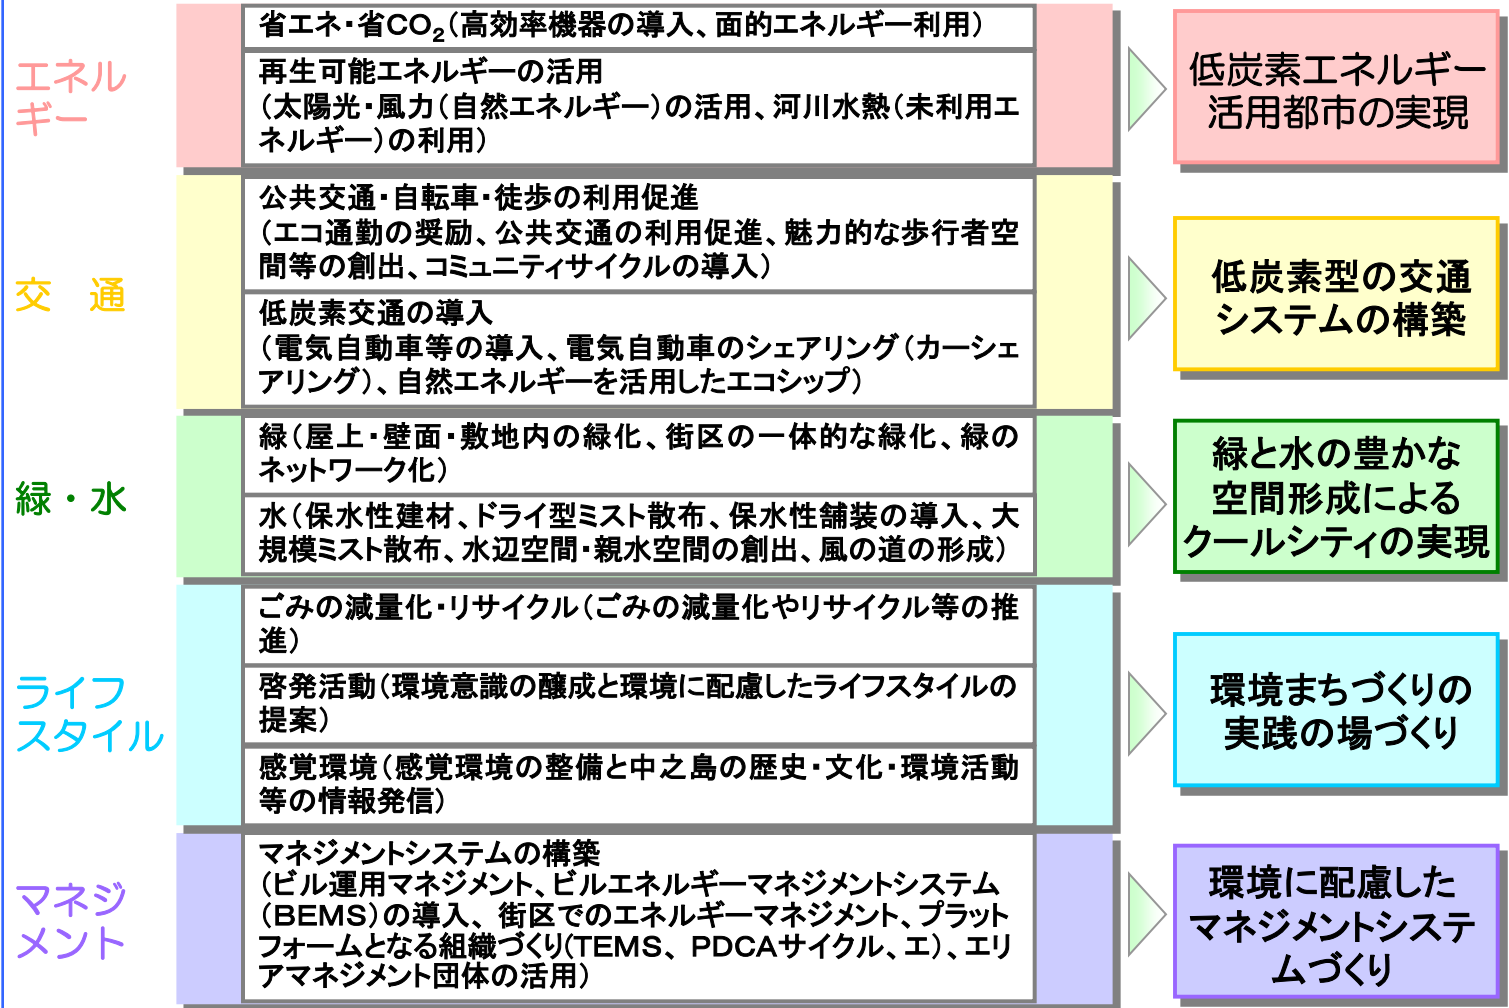 エネル
ギー
省エネ・省CO₂(高効率機器の導入、面的エネルギー利用)
再生可能エネルギーの活用
(太陽光・風力(自然エネルギー)の活用、河川水熱(未利用エ
ネルギー)の利用)
低炭素エネルギー
活用都市の実現
交　通
公共交通・自転車・徒歩の利用促進
(エコ通勤の奨励、公共交通の利用促進、魅力的な歩行者空
間等の創出、コミュニティサイクルの導入)
低炭素交通の導入
(電気自動車等の導入、電気自動車のシェアリング(カーシェ
アリング)、自然エネルギーを活用したエコシップ)
低炭素型の交通
システムの構築
緑・水
緑(屋上・壁面・敷地内の緑化、街区の一体的な緑化、緑の
ネットワーク化)
水(保水性建材、ドライ型ミスト散布、保水性舗装の導入、大
規模ミスト散布、水辺空間・親水空間の創出、風の道の形成)
緑と水の豊かな
空間形成による
クールシティの実現
ライフ
スタイル
ごみの減量化・リサイクル(ごみの減量化やリサイクル等の推
進)
啓発活動(環境意識の醸成と環境に配慮したライフスタイルの
提案)
感覚環境(感覚環境の整備と中之島の歴史・文化・環境活動
等の情報発信)
環境まちづくりの
実践の場づくり
マネジ
メント
マネジメントシステムの構築
(ビル運用マネジメント、ビルエネルギーマネジメントシステム
(BEMS)の導入、 街区でのエネルギーマネジメント、プラット
フォームとなる組織づくり(TEMS、 PDCAサイクル、エ)、エリ
アマネジメント団体の活用)
環境に配慮した
マネジメントシステ
ムづくり